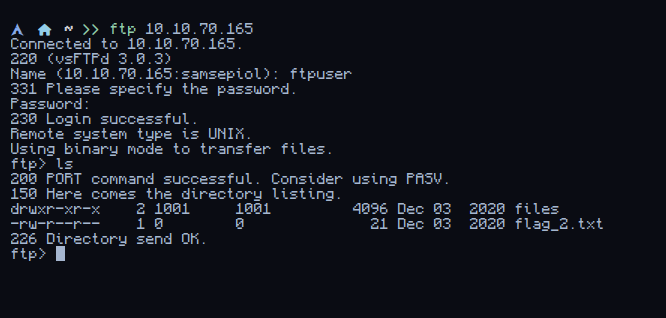 ~ >> ftp 10.10.70.165
Connected to 10.10.70.165.
220 (vsFTPd 3.0.3)
Name (10.10.70.165:samsepiol): ftpuser
331 Please specify the password.
Password:
230 Login successful.
Remote system type is UNIX.
Using binary mode to transfer files.
ftp> ls
200 PORT command successful. Consider using PASV.
150 Here comes the directory listing.
drwxr-xr-x    2 1001     1001         4096 Dec 03  2020 files
-rw-r--r--    1 0        0              21 Dec 03  2020 flag_2.txt
226 Directory send OK.
ftp>